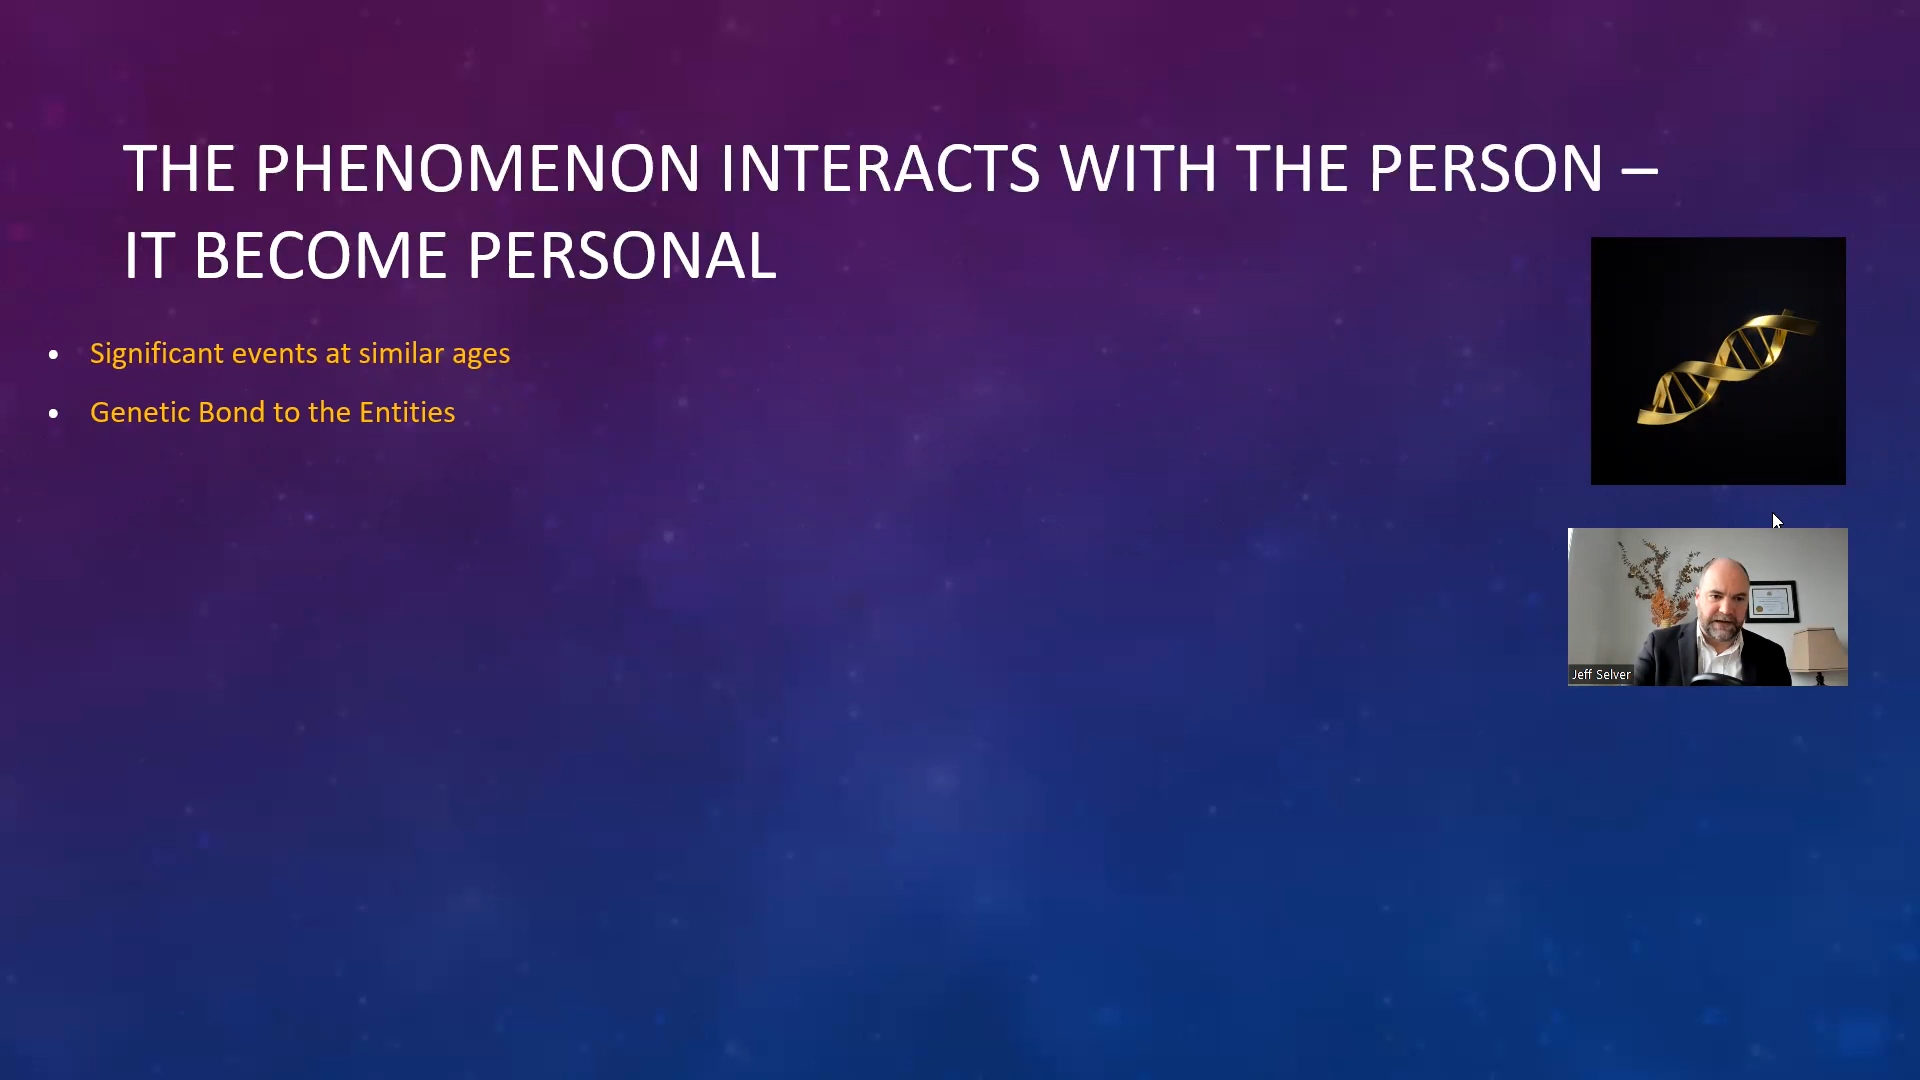 THE PHENOMENON INTERACTS WITH THE PERSON –
IT BECOME PERSONAL
• Significant events at similar ages
• Genetic Bond to the Entities
Jeff Selver